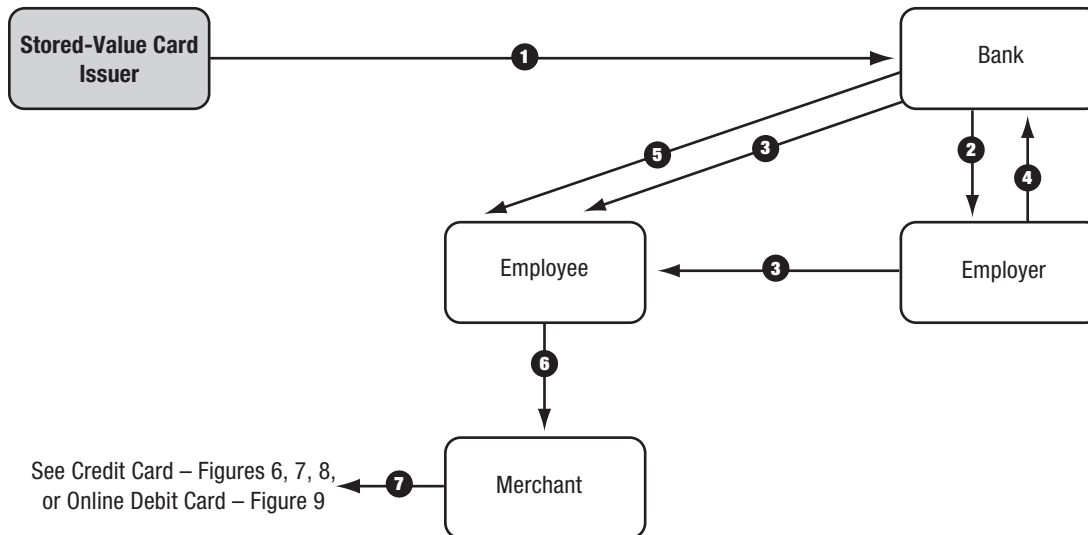 Stored-Value Card
Issuer
1
Bank
5
3
2
4
Employee
3
Employer
6
See Credit Card – Figures 6, 7, 8,
or Online Debit Card – Figure 9
7
Merchant